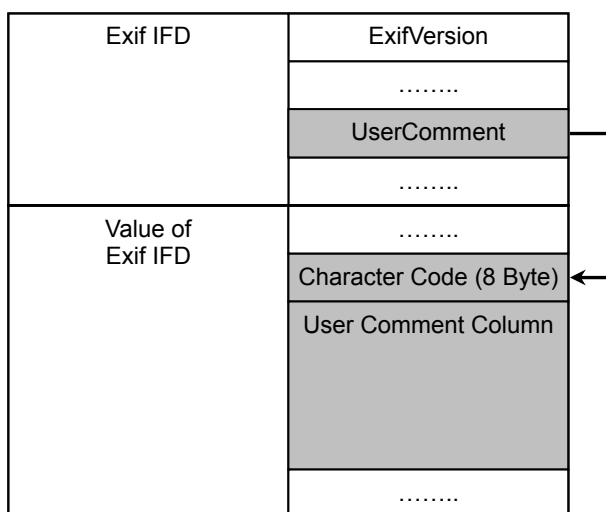 Exif IFD
ExifVersion
……..
UserComment
……..
Value of
Exif IFD
……..
Character Code (8 Byte)
User Comment Column
……..